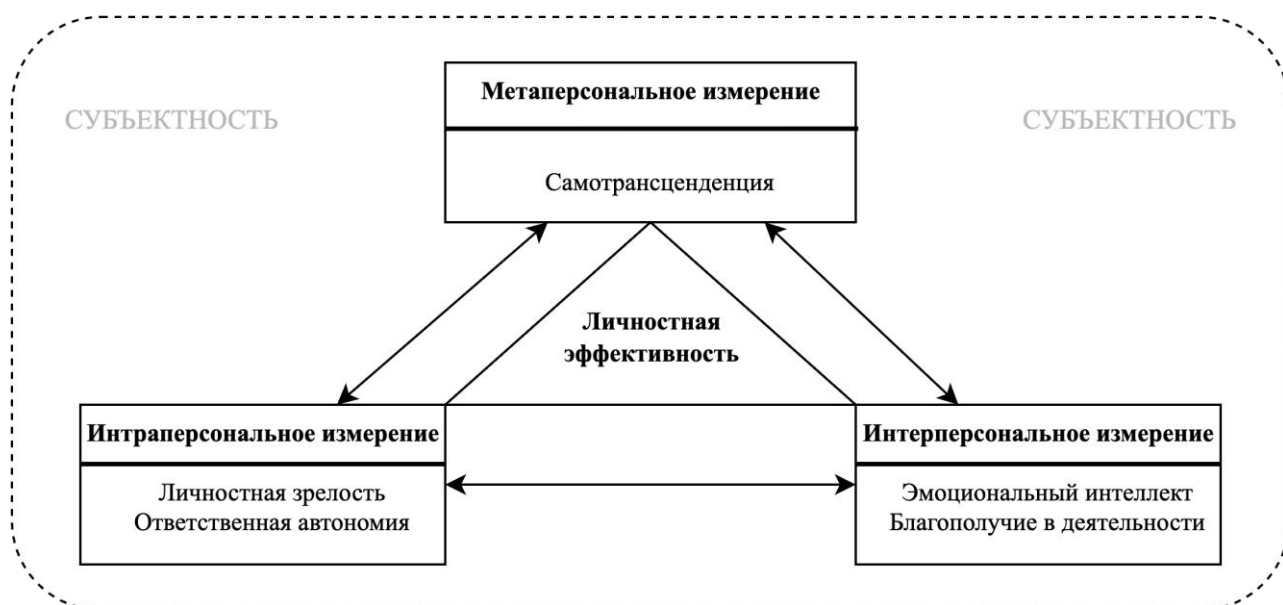 Метаперсональное измерение
СУБЪЕКТНОСТЬ
СУБЪЕКТНОСТЬ
Самотрансценденция
Личностная
эффективность
Интраперсональное измерение
Личностная зрелость
Ответственная автономия
Интерперсональное измерение
Эмоциональный интеллект
Благополучие в деятельности